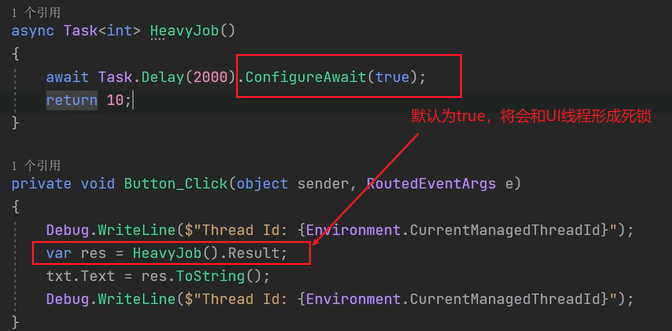 1 个引用
async Task<int> HeavyJob()
{
await Task.Delay(2000).ConfigureAwait(true);
return 10;
}
默认为true，将会和UI线程形成死锁
1 个引用
private void Button_Click(object sender, RoutedEventArgs e)
{
Debug.WriteLine($"Thread Id: {Environment.CurrentManagedThreadId}");
var res = HeavyJob().Result;
txt.Text = res.ToString();
Debug.WriteLine($"Thread Id: {Environment.CurrentManagedThreadId}");
}